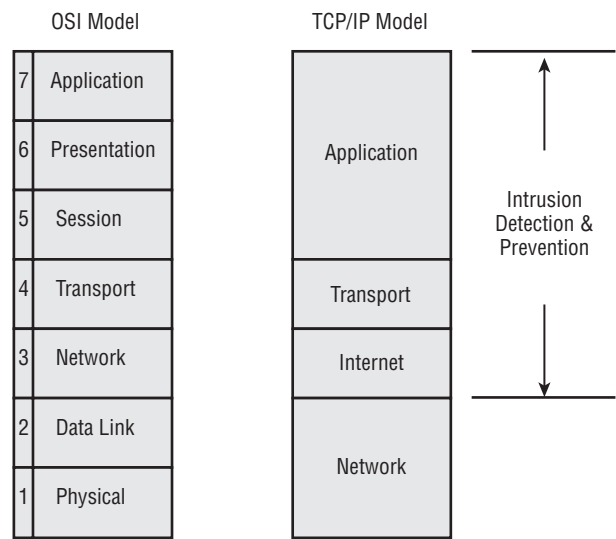 OSI Model
TCP/IP Model
7 Application
6 Presentation
5 Session
4 Transport
3 Network
2 Data Link
1 Physical
Application
Transport
Internet
Network
Intrusion
Detection &
Prevention